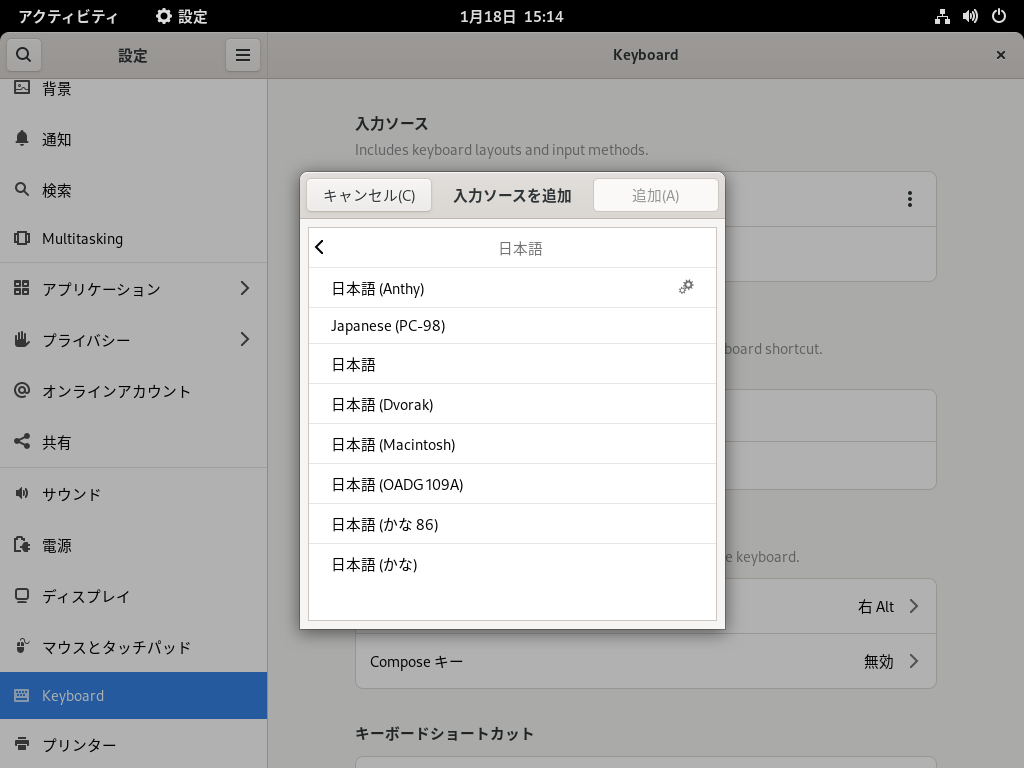 アクティビティ
設定
1月18日 15:14
設定
Keyboard
背景
通知
検索
Multitasking
アプリケーション
プライバシー
オンラインアカウント
共有
サウンド
電源
ディスプレイ
マウスとタッチパッド
Keyboard
プリンター
入力ソース
Includes keyboard layouts and input methods.
キャンセル(C)
入力ソースを追加
追加(A)
日本語
日本語 (Anthy)
Japanese (PC-98)
日本語
日本語 (Dvorak)
日本語 (Macintosh)
日本語 (OADG 109A)
日本語 (かな 86)
日本語 (かな)
board shortcut.
e keyboard.
右 Alt
Compose キー
無効
キーボードショートカット